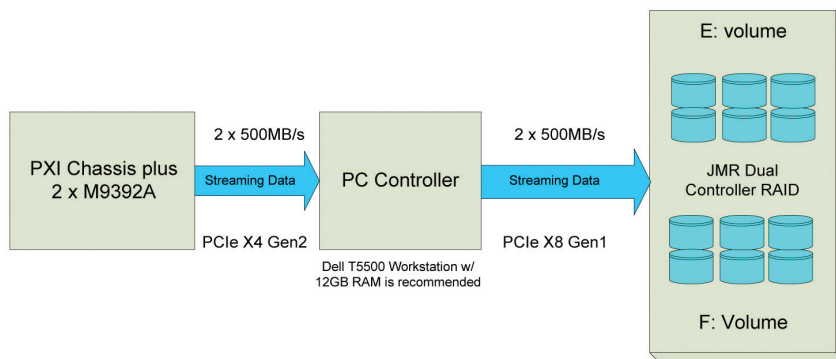 PXI Chassis plus
2 x M9392A
2 x 500MB/s
Streaming Data
PCIe X4 Gen2
PC Controller
Dell T5500 Workstation w/
12GB RAM is recommended
2 x 500MB/s
Streaming Data
PCIe X8 Gen1
E: volume
JMR Dual
Controller RAID
F: Volume